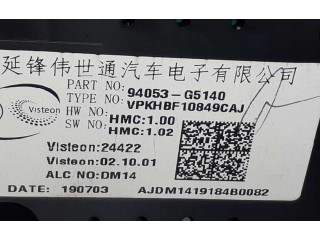 延锋伟世通汽车电子有限公司
Visteon
PART NO: 94053-G5140
TYPE NO: VPKHBF10849CAJ
HW NO: HMC:1.00
SW NO: HMC:1.02
Visteon:24422
Visteon:02.10.01
ALC NO:DM14
DATE: 190703 AJDM1419184B0082